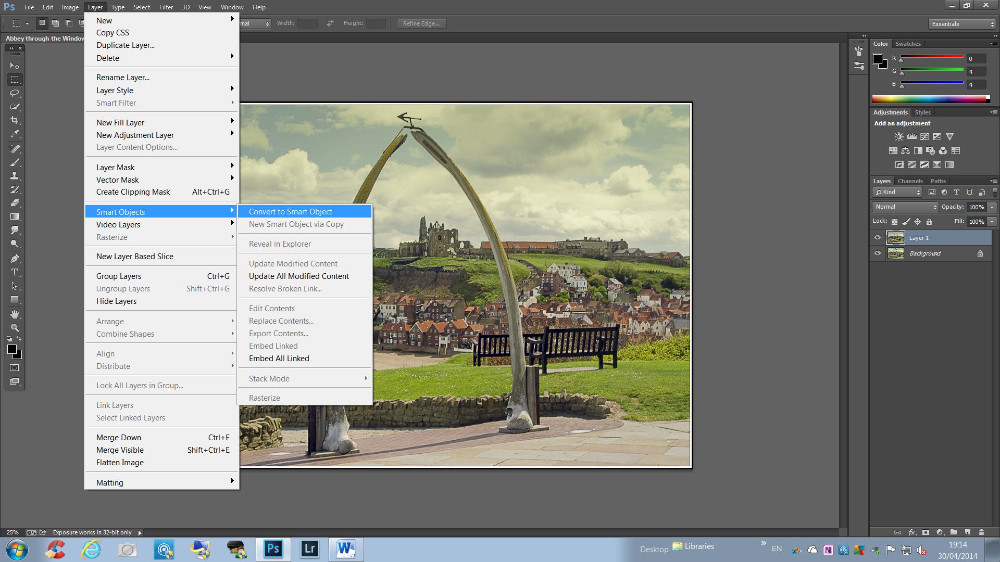 Ps File Edit Image Layer Type Select Filter 3D View Window Help
Width: Height: Refine Edge... Essentials
Abbey through the Window
New
Copy CSS
Duplicate Layer...
Delete
Rename Layer...
Layer Style
Smart Filter
New Fill Layer
New Adjustment Layer
Layer Content Options...
Layer Mask
Vector Mask
Create Clipping Mask Alt+Ctrl+G
Smart Objects
Video Layers
Rasterize
New Layer Based Slice
Group Layers Ctrl+G
Ungroup Layers Shift+Ctrl+G
Hide Layers
Arrange
Combine Shapes
Align
Distribute
Lock All Layers in Group...
Link Layers
Select Linked Layers
Merge Down Ctrl+E
Merge Visible Shift+Ctrl+E
Flatten Image
Matting
Convert to Smart Object
New Smart Object via Copy
Reveal in Explorer
Update Modified Content
Update All Modified Content
Resolve Broken Link...
Edit Contents
Replace Contents...
Export Contents...
Embed Linked
Embed All Linked
Stack Mode
Rasterize
Color Swatches
R 0
G 4
B 4
Adjustments Styles
Add an adjustment
Layers Channels Paths
Kind
Normal Opacity: 100%
Lock: Fill: 100%
Layer 1
Background
25% Exposure works in 32-bit only
Ps Lr W
Desktop Libraries EN
19:14
30/04/2014